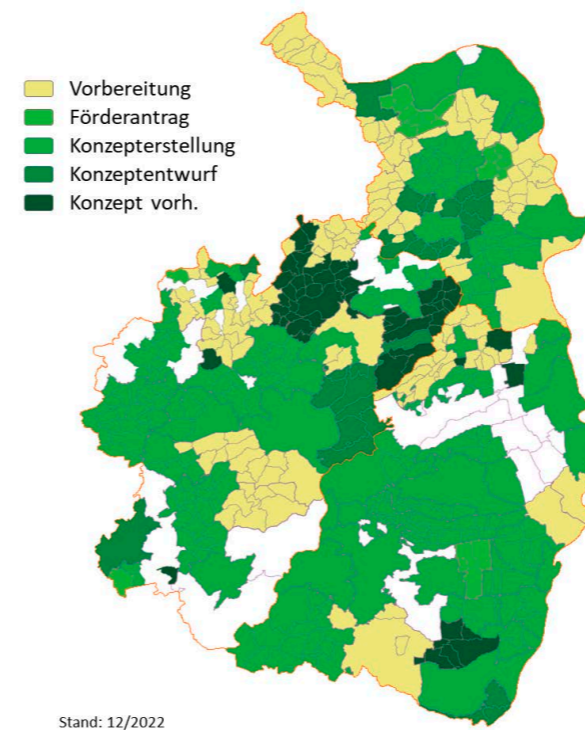 Vorbereitung
Förderantrag
Konzepterstellung
Konzeptentwurf
Konzept vorh.
Stand: 12/2022